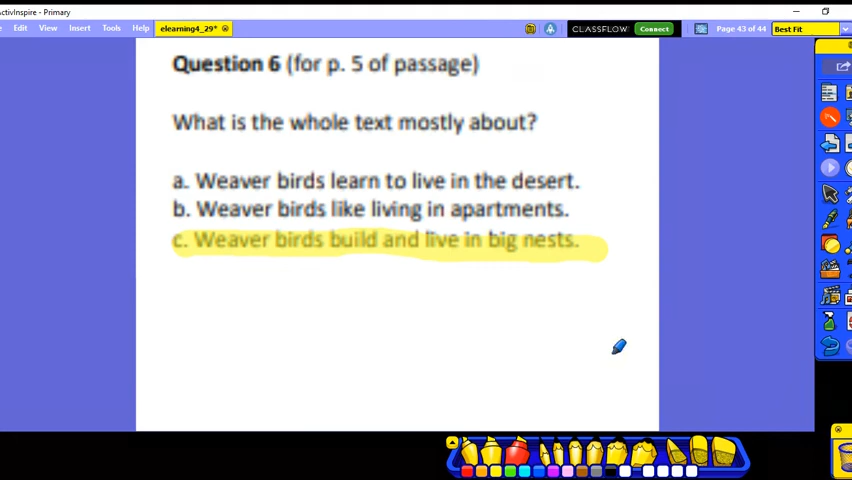 ActivInspire - Primary
Edit View Insert Tools Help
elearning4_29*
CLASSFLOW Connect
Page 43 of 44
Best Fit
Question 6 (for p. 5 of passage)
What is the whole text mostly about?
a. Weaver birds learn to live in the desert.
b. Weaver birds like living in apartments.
c. Weaver birds build and live in big nests.